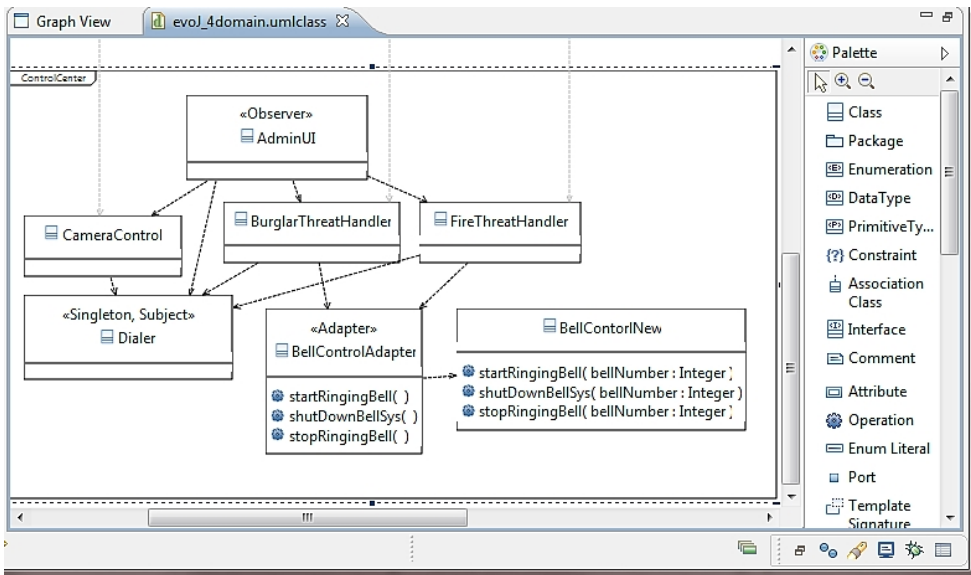 Graph View
evoJ_4domain.umlclass
ControlCenter
«Observer»
AdminUI
CameraControl
BurglarThreatHandler
FireThreatHandler
«Singleton, Subject»
Dialer
«Adapter»
BellControlAdapter
startRingingBell( )
shutDownBellSys( )
stopRingingBell( )
BellContorlNew
startRingingBell( bellNumber : Integer )
shutDownBellSys( bellNumber : Integer )
stopRingingBell( bellNumber : Integer )
Palette
Class
Package
Enumeration
DataType
PrimitiveTy...
Constraint
Association
Class
Interface
Comment
Attribute
Operation
Enum Literal
Port
Template
Signature